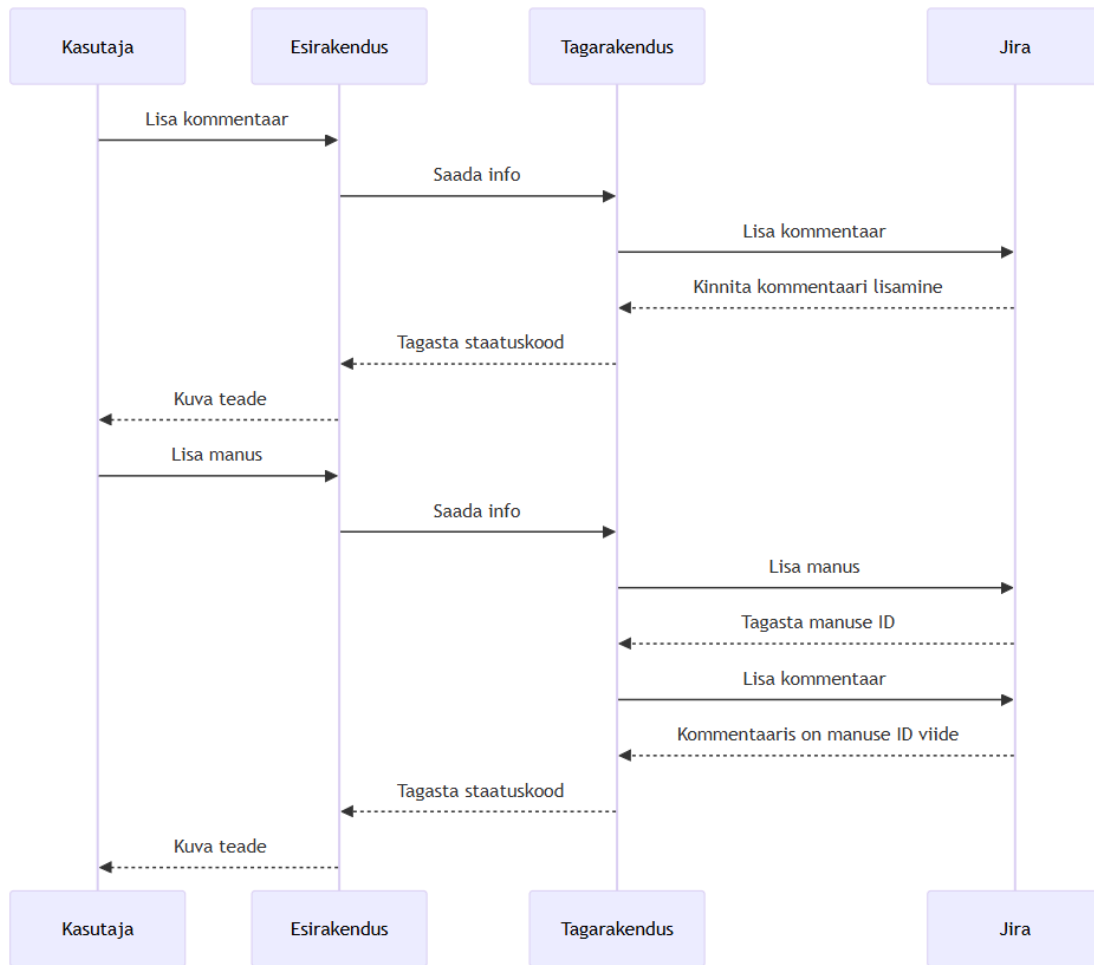 Kasutaja
Esirakendus
Tagarakendus
Jira
Lisa kommentaar
Saada info
Lisa kommentaar
Kinnita kommentaari lisamine
Tagasta staatuskood
Kuva teade
Lisa manus
Saada info
Lisa manus
Tagasta manuse ID
Lisa kommentaar
Kommentaaris on manuse ID viide
Tagasta staatuskood
Kuva teade
Kasutaja
Esirakendus
Tagarakendus
Jira